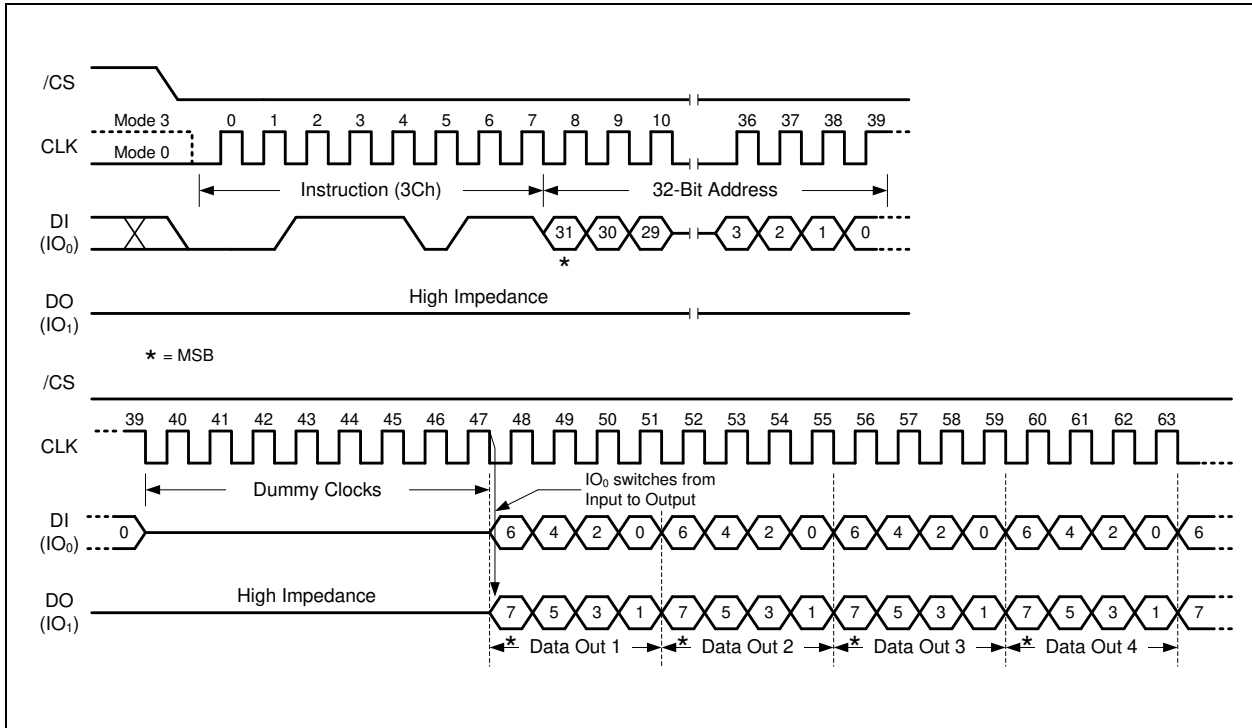 /CS
Mode 3 0 1 2 3 4 5 6 7 8 9 10 36 37 38 39
CLK
Mode 0
Instruction (3Ch) 32-Bit Address
DI
(IO₀)
31 30 29 3 2 1 0
*
High Impedance
DO
(IO₁)
* = MSB
/CS
39 40 41 42 43 44 45 46 47 48 49 50 51 52 53 54 55 56 57 58 59 60 61 62 63
CLK
Dummy Clocks
IO₀ switches from
Input to Output
DI
(IO₀)
0 6 4 2 0 6 4 2 0 6 4 2 0 6 4 2 0 6
High Impedance
DO
(IO₁)
7 5 3 1 7 5 3 1 7 5 3 1 7 5 3 1 7
* Data Out 1 * Data Out 2 * Data Out 3 * Data Out 4